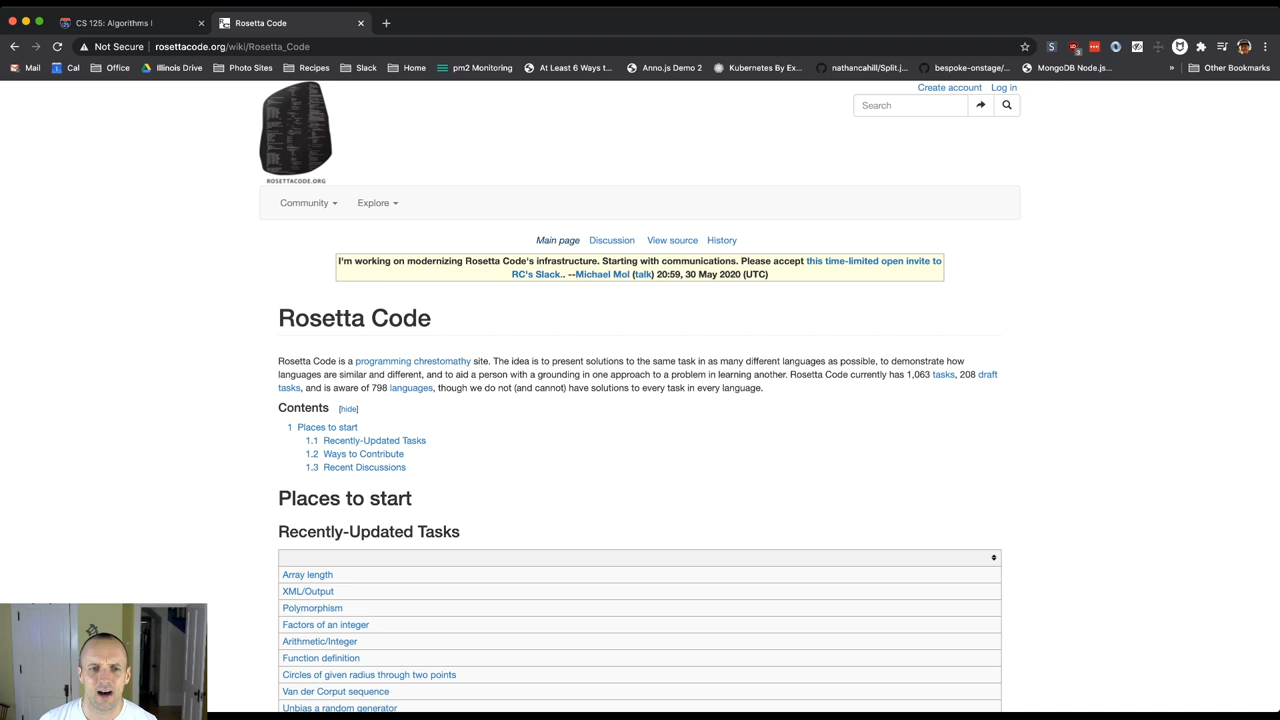 CS 125: Algorithms I
Rosetta Code
Not Secure
rosettacode.org/wiki/Rosetta_Code
Mail Cal Office Illinois Drive Photo Sites Recipes Slack Home pm2 Monitoring At Least 6 Ways t... Anno.js Demo 2 Kubernetes By Ex... nathancahill/Split.j... bespoke-onstage/... MongoDB Node.js... » Other Bookmarks
Create account Log in
Search
ROSETTACODE.ORG
Community Explore
Main page Discussion View source History
I'm working on modernizing Rosetta Code's infrastructure. Starting with communications. Please accept this time-limited open invite to
RC's Slack.. --Michael Mol (talk) 20:59, 30 May 2020 (UTC)
Rosetta Code
Rosetta Code is a programming chrestomathy site. The idea is to present solutions to the same task in as many different languages as possible, to demonstrate how
languages are similar and different, and to aid a person with a grounding in one approach to a problem in learning another. Rosetta Code currently has 1,063 tasks, 208 draft
tasks, and is aware of 798 languages, though we do not (and cannot) have solutions to every task in every language.
Contents [hide]
1 Places to start
1.1 Recently-Updated Tasks
1.2 Ways to Contribute
1.3 Recent Discussions
Places to start
Recently-Updated Tasks
Array length
XML/Output
Polymorphism
Factors of an integer
Arithmetic/Integer
Function definition
Circles of given radius through two points
Van der Corput sequence
Unbias a random generator